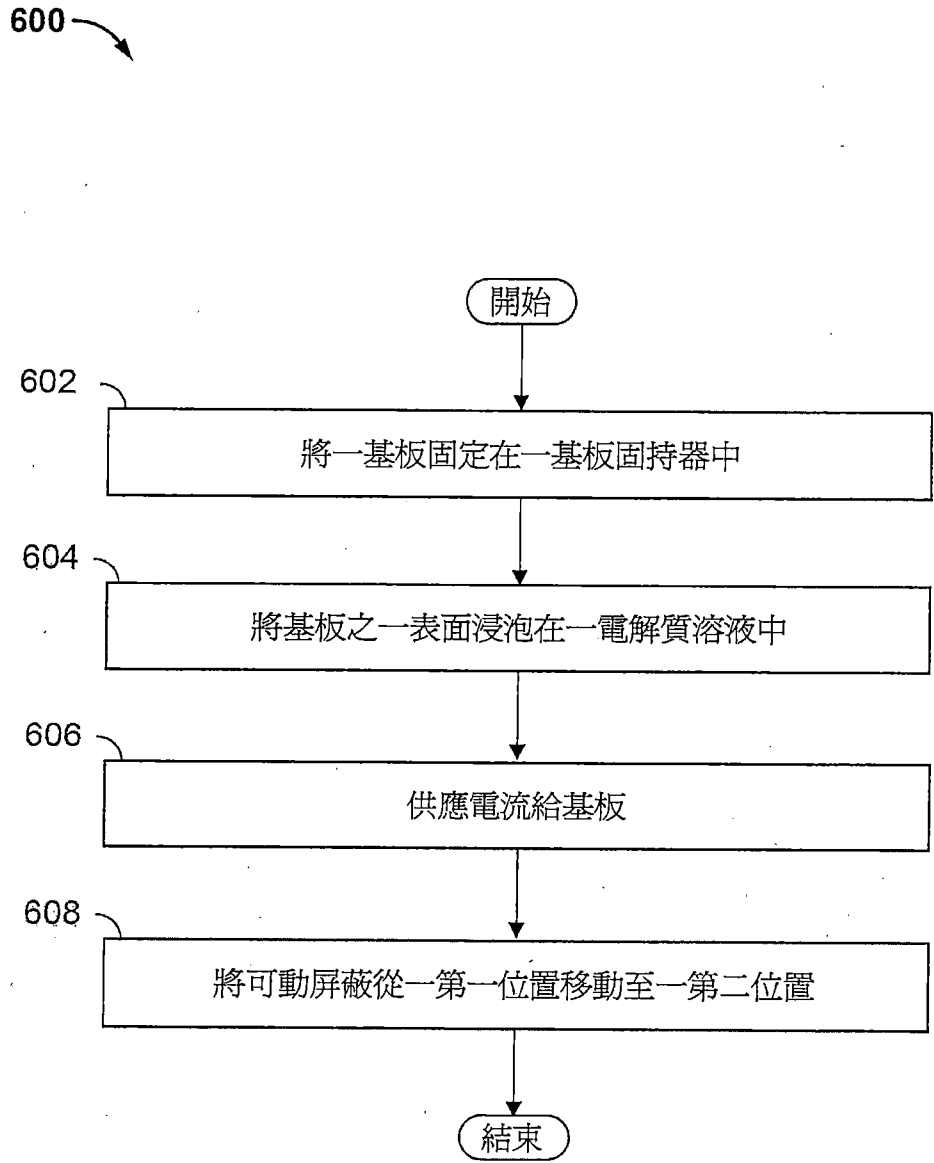 600
開始
602
將一基板固定在一基板固持器中
604
將基板之一表面浸泡在一電解質溶液中
606
供應電流給基板
608
將可動屏蔽從一第一位置移動至一第二位置
結束